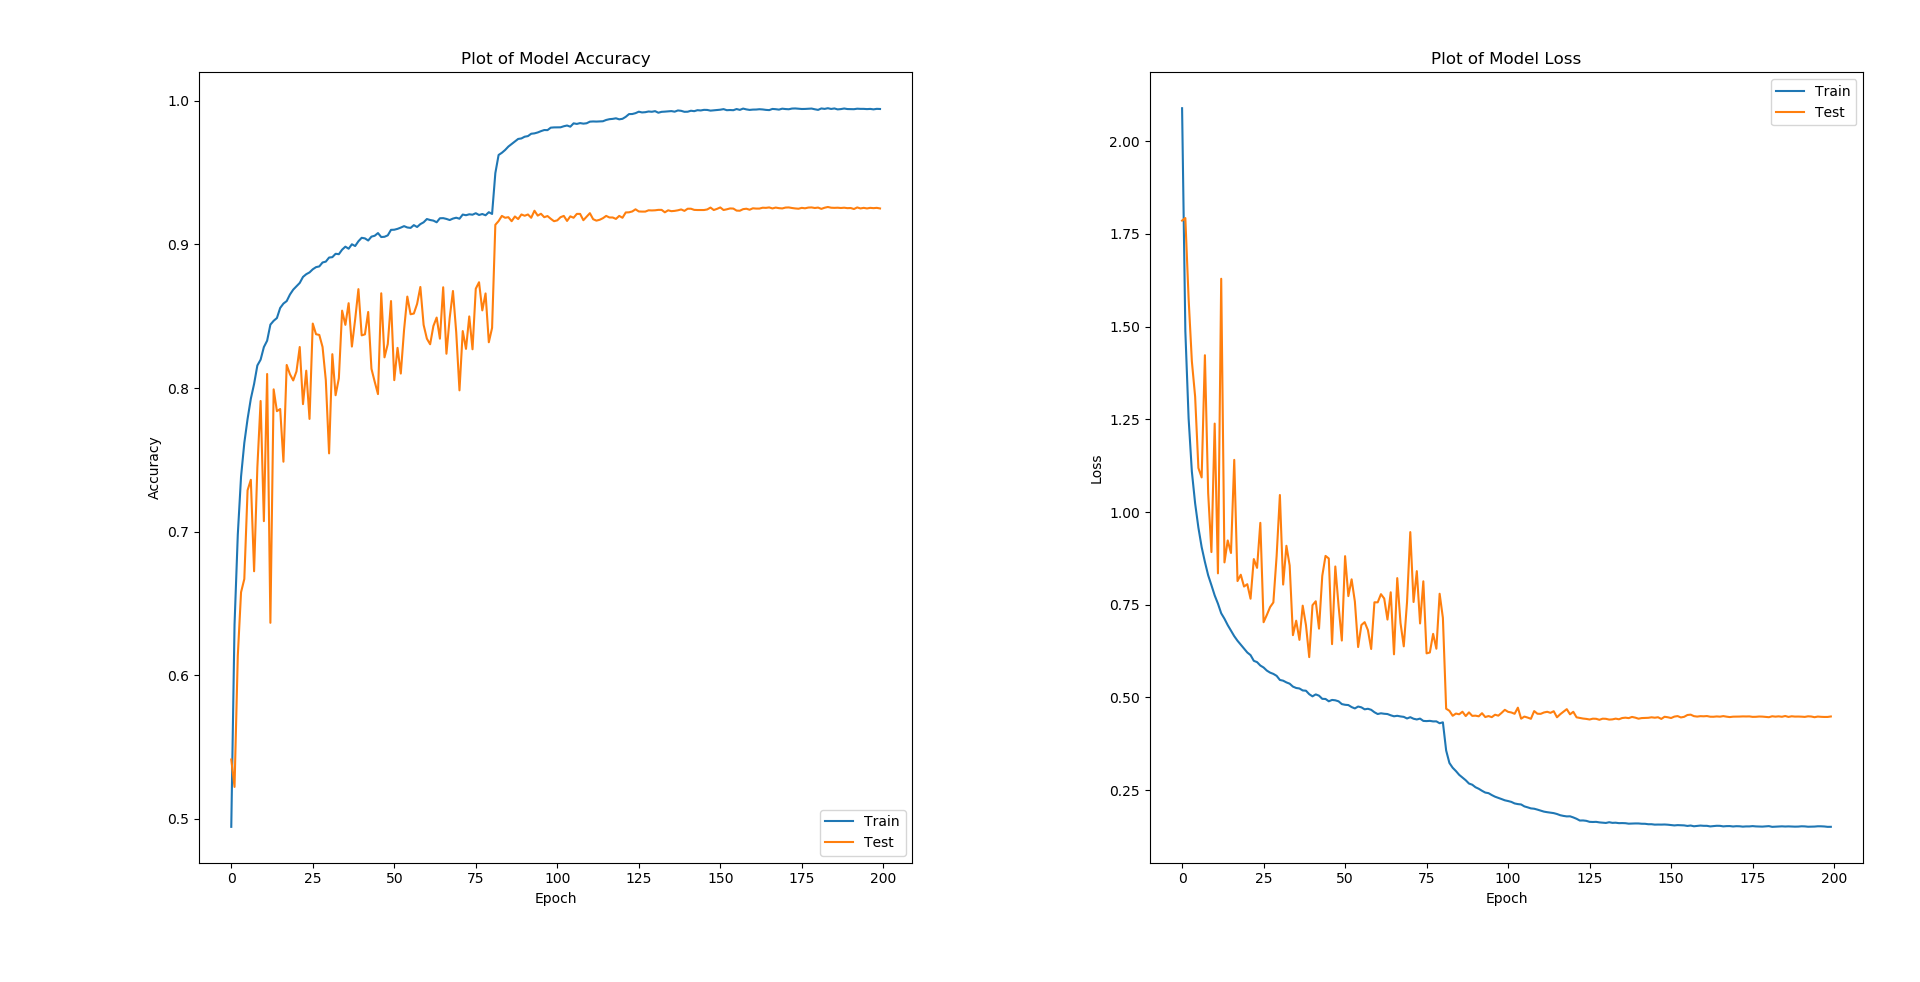 Plot of Model Accuracy
1.0
0.9
0.8
0.7
0.6
0.5
Accuracy
0 25 50 75 100 125 150 175 200
Epoch
Train
Test
Plot of Model Loss
2.00
1.75
1.50
1.25
1.00
0.75
0.50
0.25
Loss
0 25 50 75 100 125 150 175 200
Epoch
Train
Test